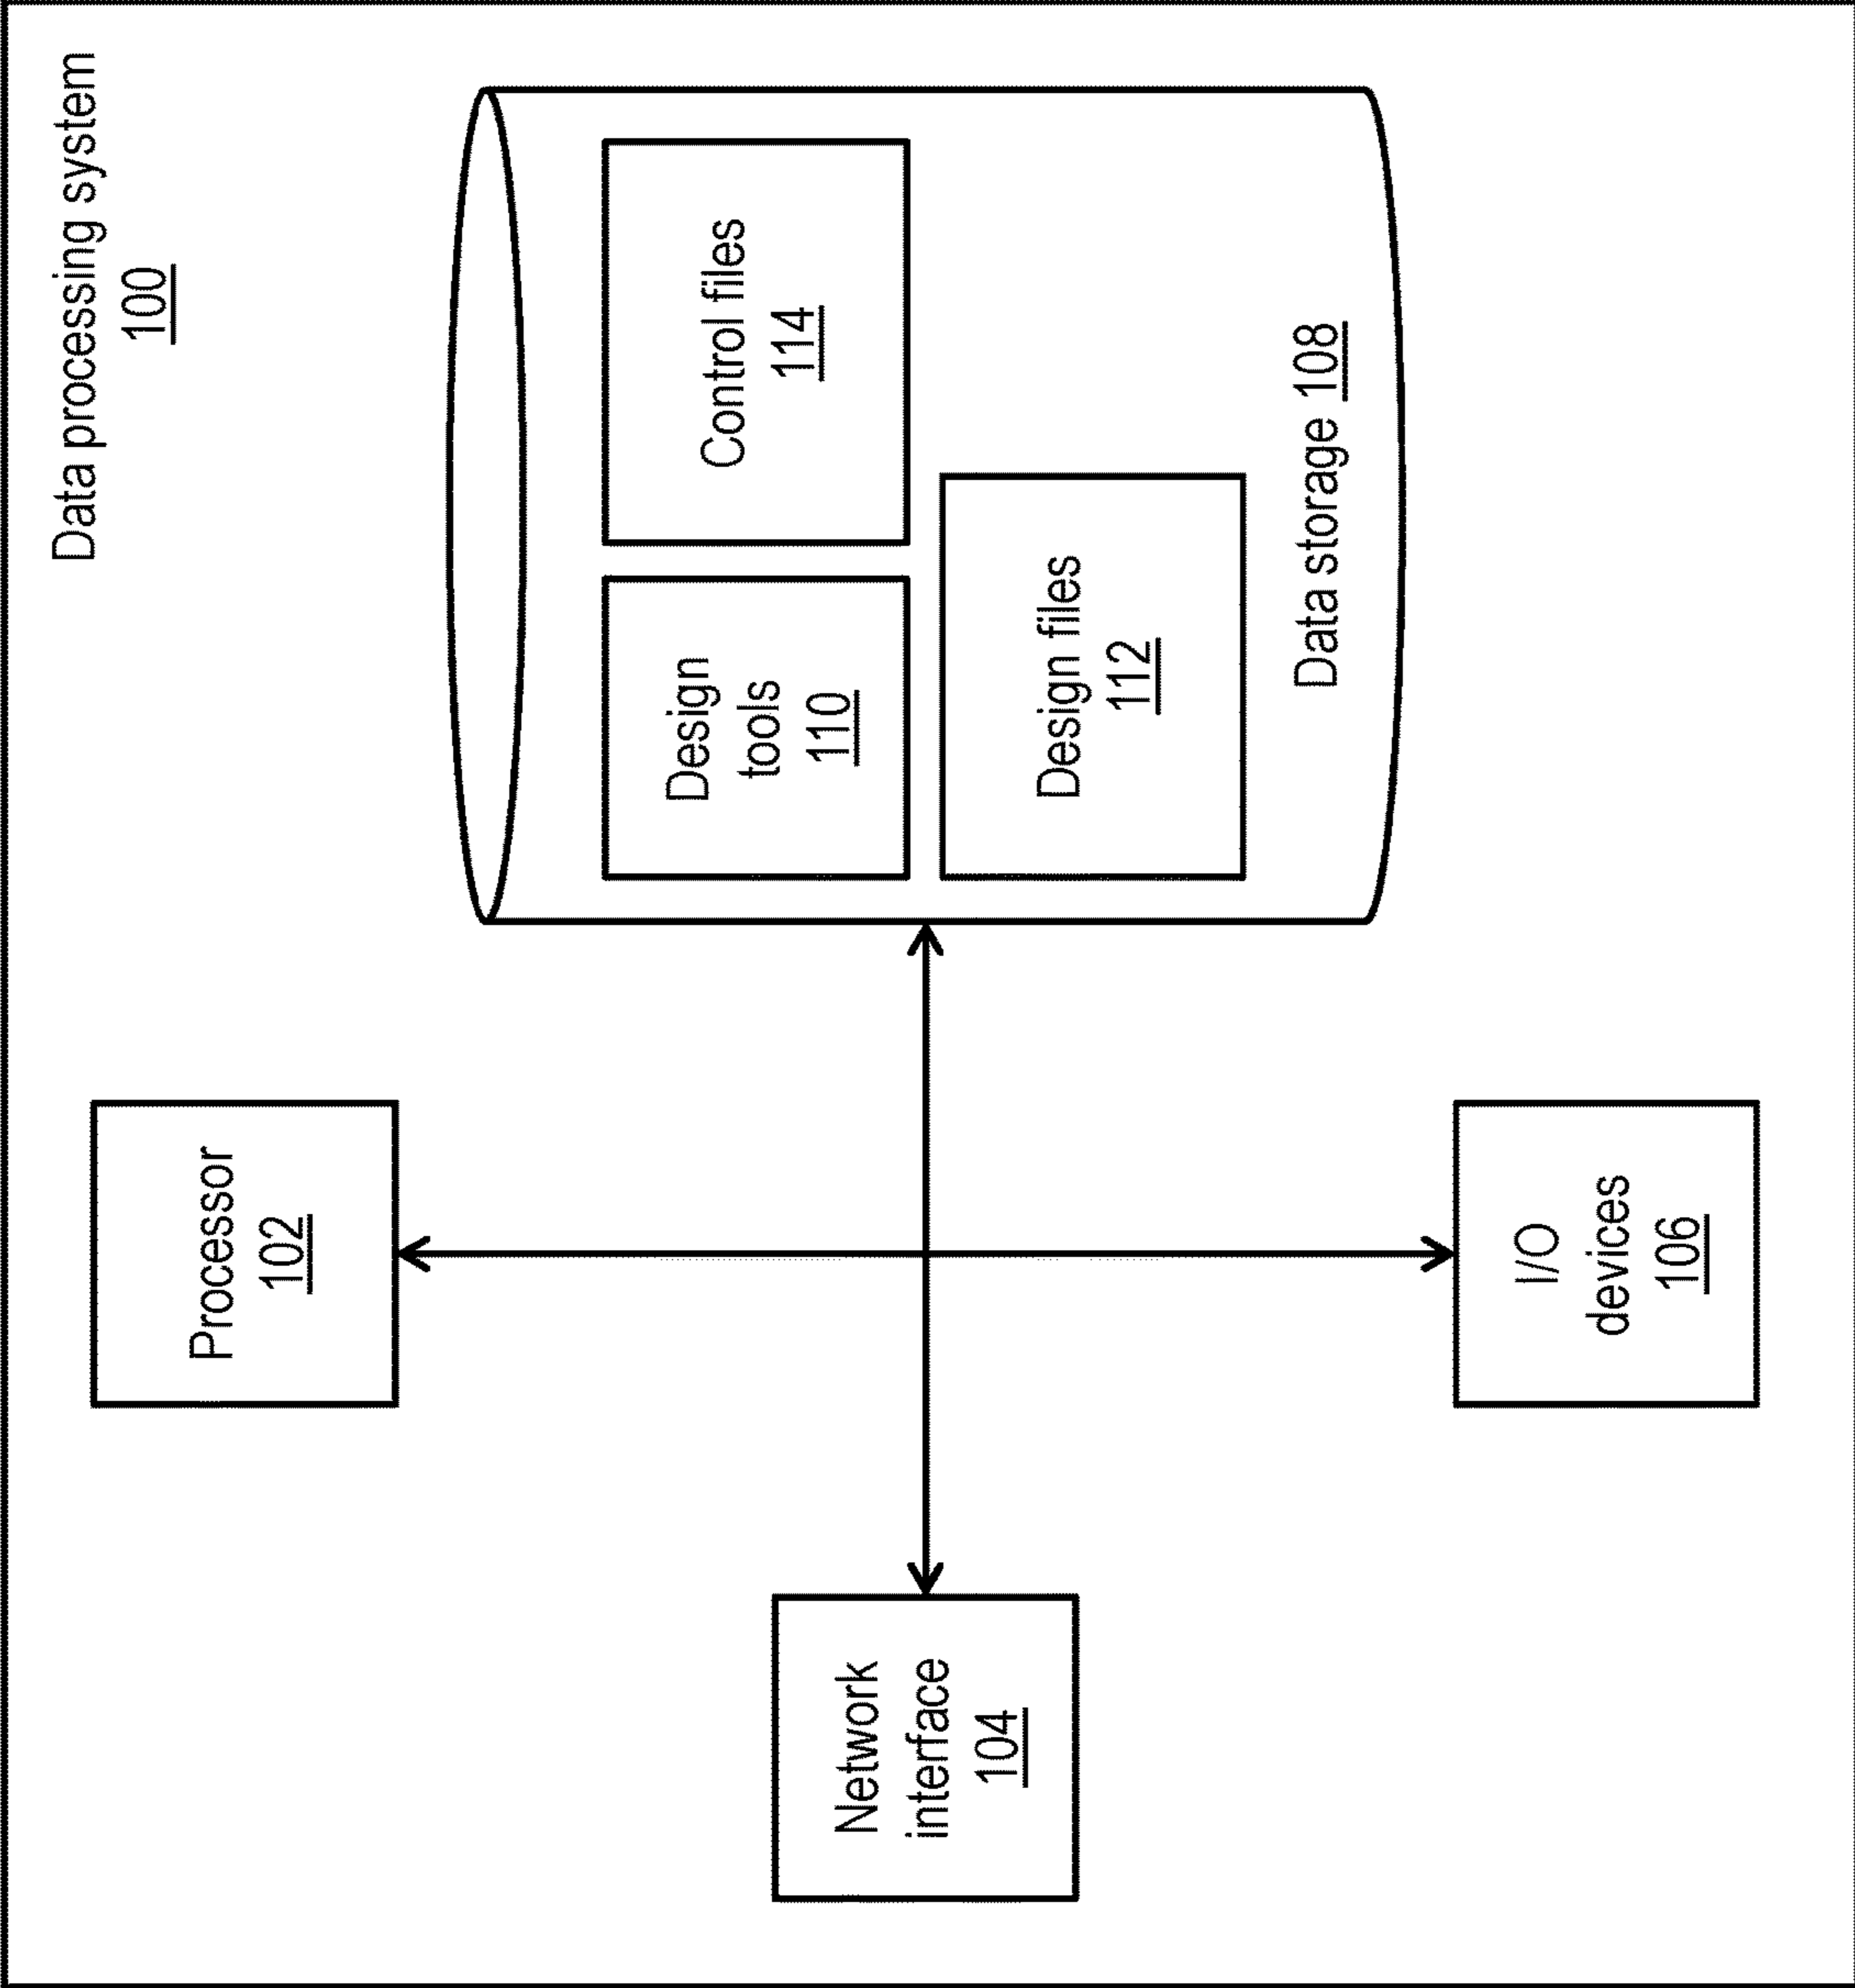 Data processing system
100
Processor
102
Network
interface
104
I/O
devices
106
Design
tools
110
Control files
114
Design files
112
Data storage 108